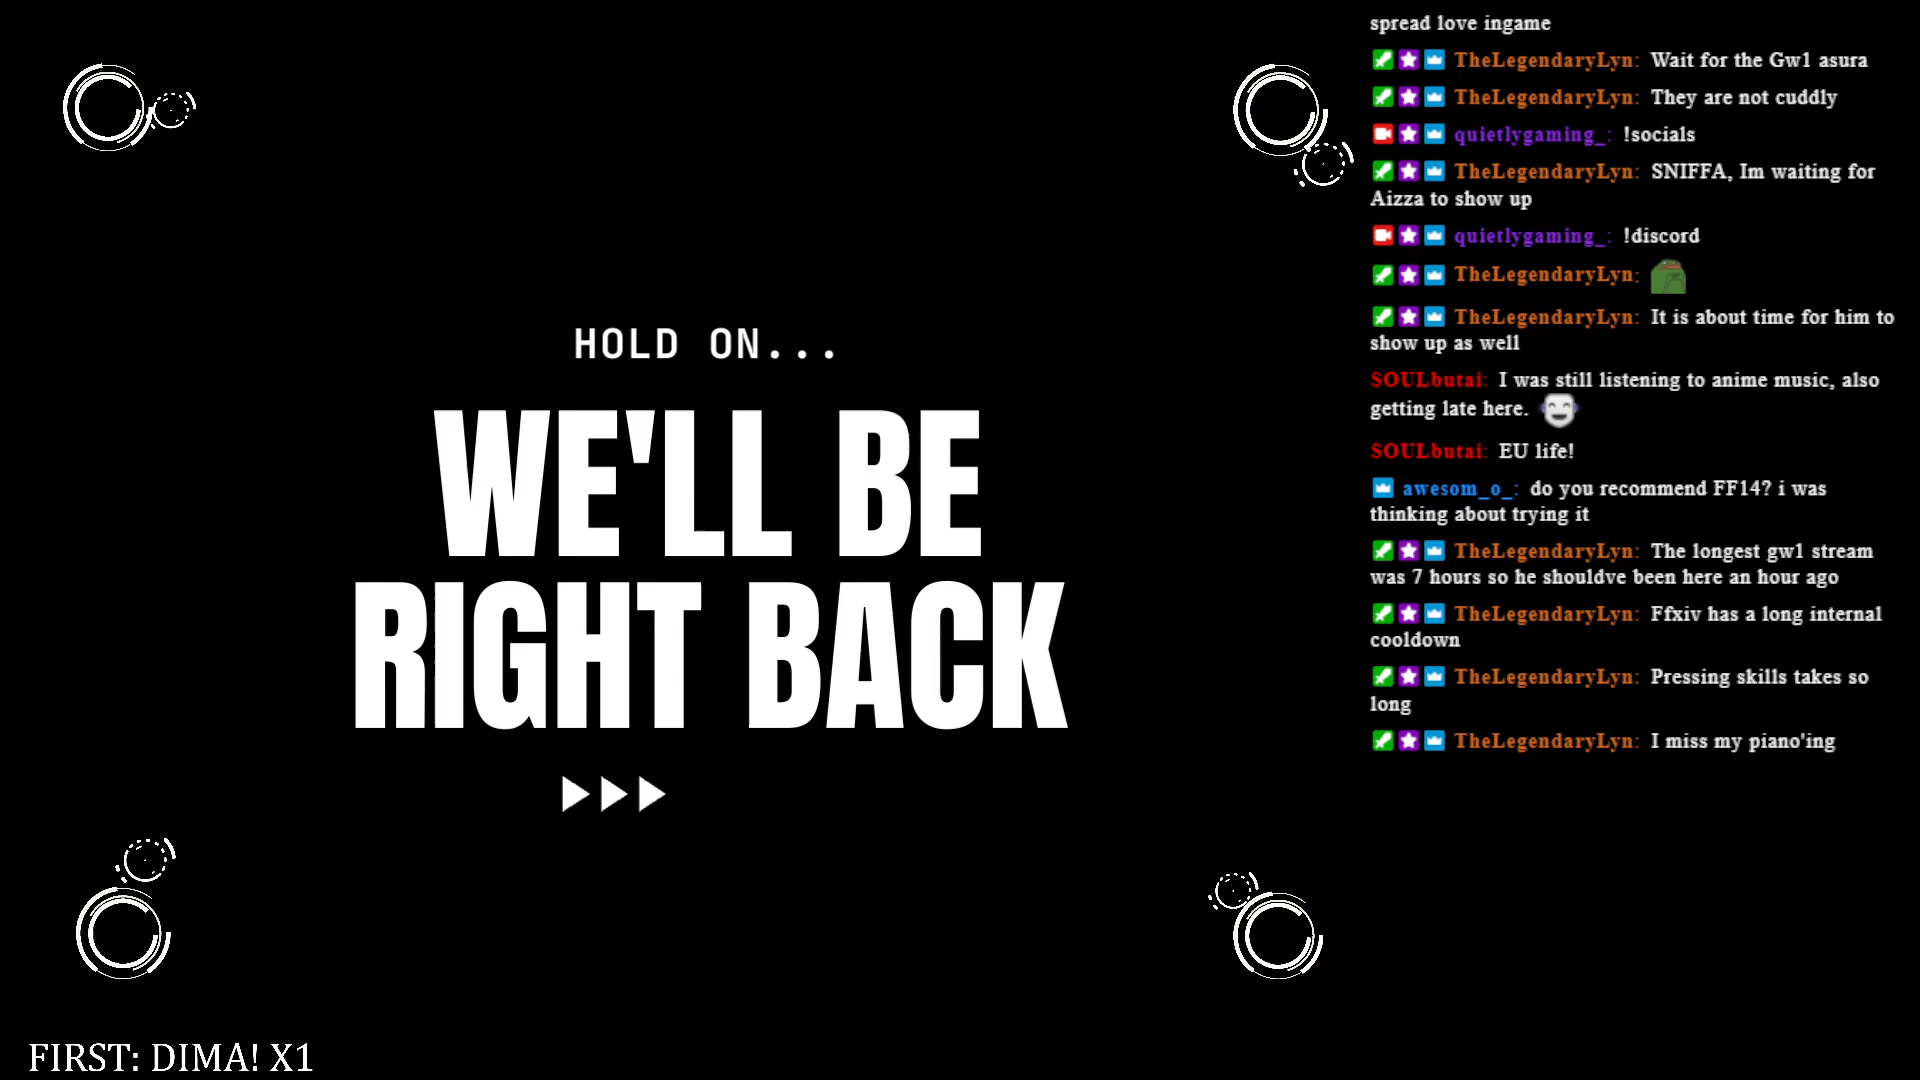 HOLD ON...
WE'LL BE
RIGHT BACK
FIRST: DIMA! X1
spread love ingame
TheLegendaryLyn: Wait for the Gw1 asura
TheLegendaryLyn: They are not cuddly
quietlygaming_: !socials
TheLegendaryLyn: SNIFFA, Im waiting for
Aizza to show up
quietlygaming_: !discord
TheLegendaryLyn:
TheLegendaryLyn: It is about time for him to
show up as well
SOULbutai: I was still listening to anime music, also
getting late here.
SOULbutai: EU life!
awesom_o_: do you recommend FF14? i was
thinking about trying it
TheLegendaryLyn: The longest gw1 stream
was 7 hours so he shouldve been here an hour ago
TheLegendaryLyn: Ffxiv has a long internal
cooldown
TheLegendaryLyn: Pressing skills takes so
long
TheLegendaryLyn: I miss my piano'ing